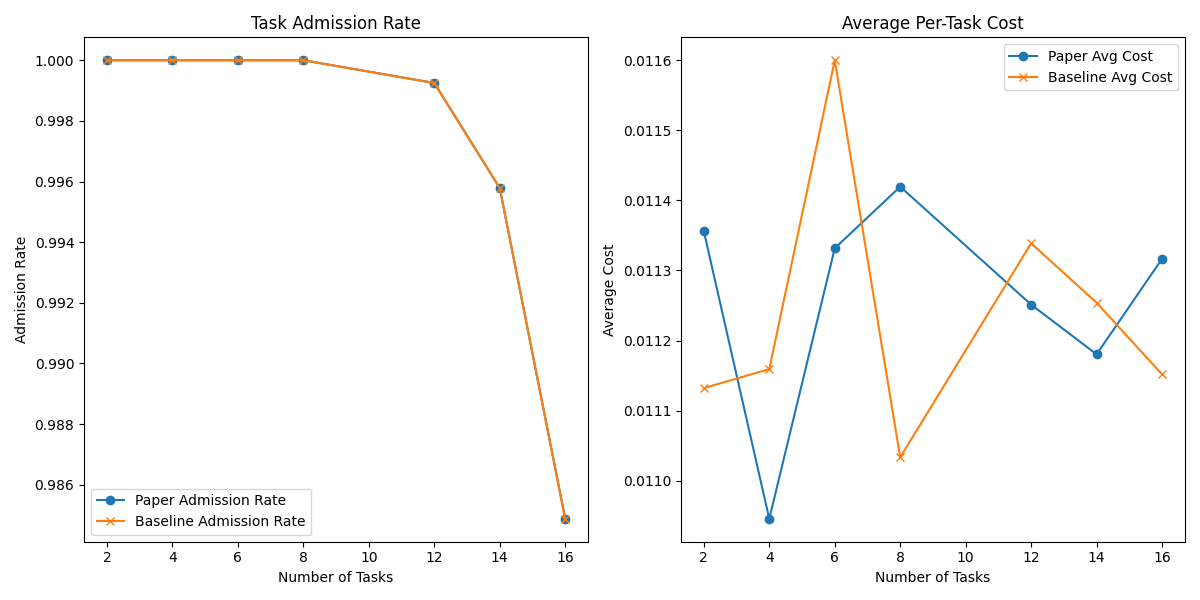 Task Admission Rate
Admission Rate
1.000
0.998
0.996
0.994
0.992
0.990
0.988
0.986
Paper Admission Rate
Baseline Admission Rate
2 4 6 8 10 12 14 16
Number of Tasks
Average Per-Task Cost
Average Cost
0.0116
0.0115
0.0114
0.0113
0.0112
0.0111
0.0110
Paper Avg Cost
Baseline Avg Cost
2 4 6 8 10 12 14 16
Number of Tasks